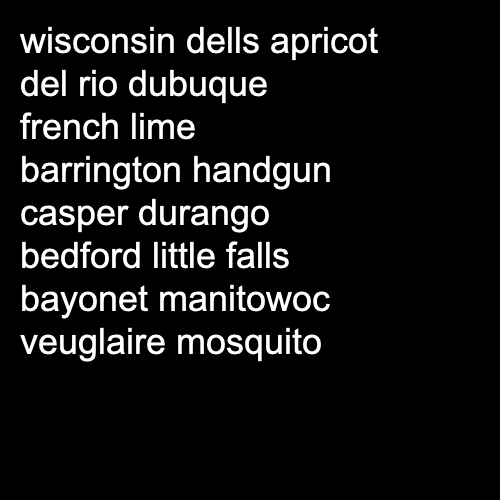 wisconsin dells apricot
del rio dubuque
french lime
barrington handgun
casper durango
bedford little falls
bayonet manitowoc
veuglaire mosquito